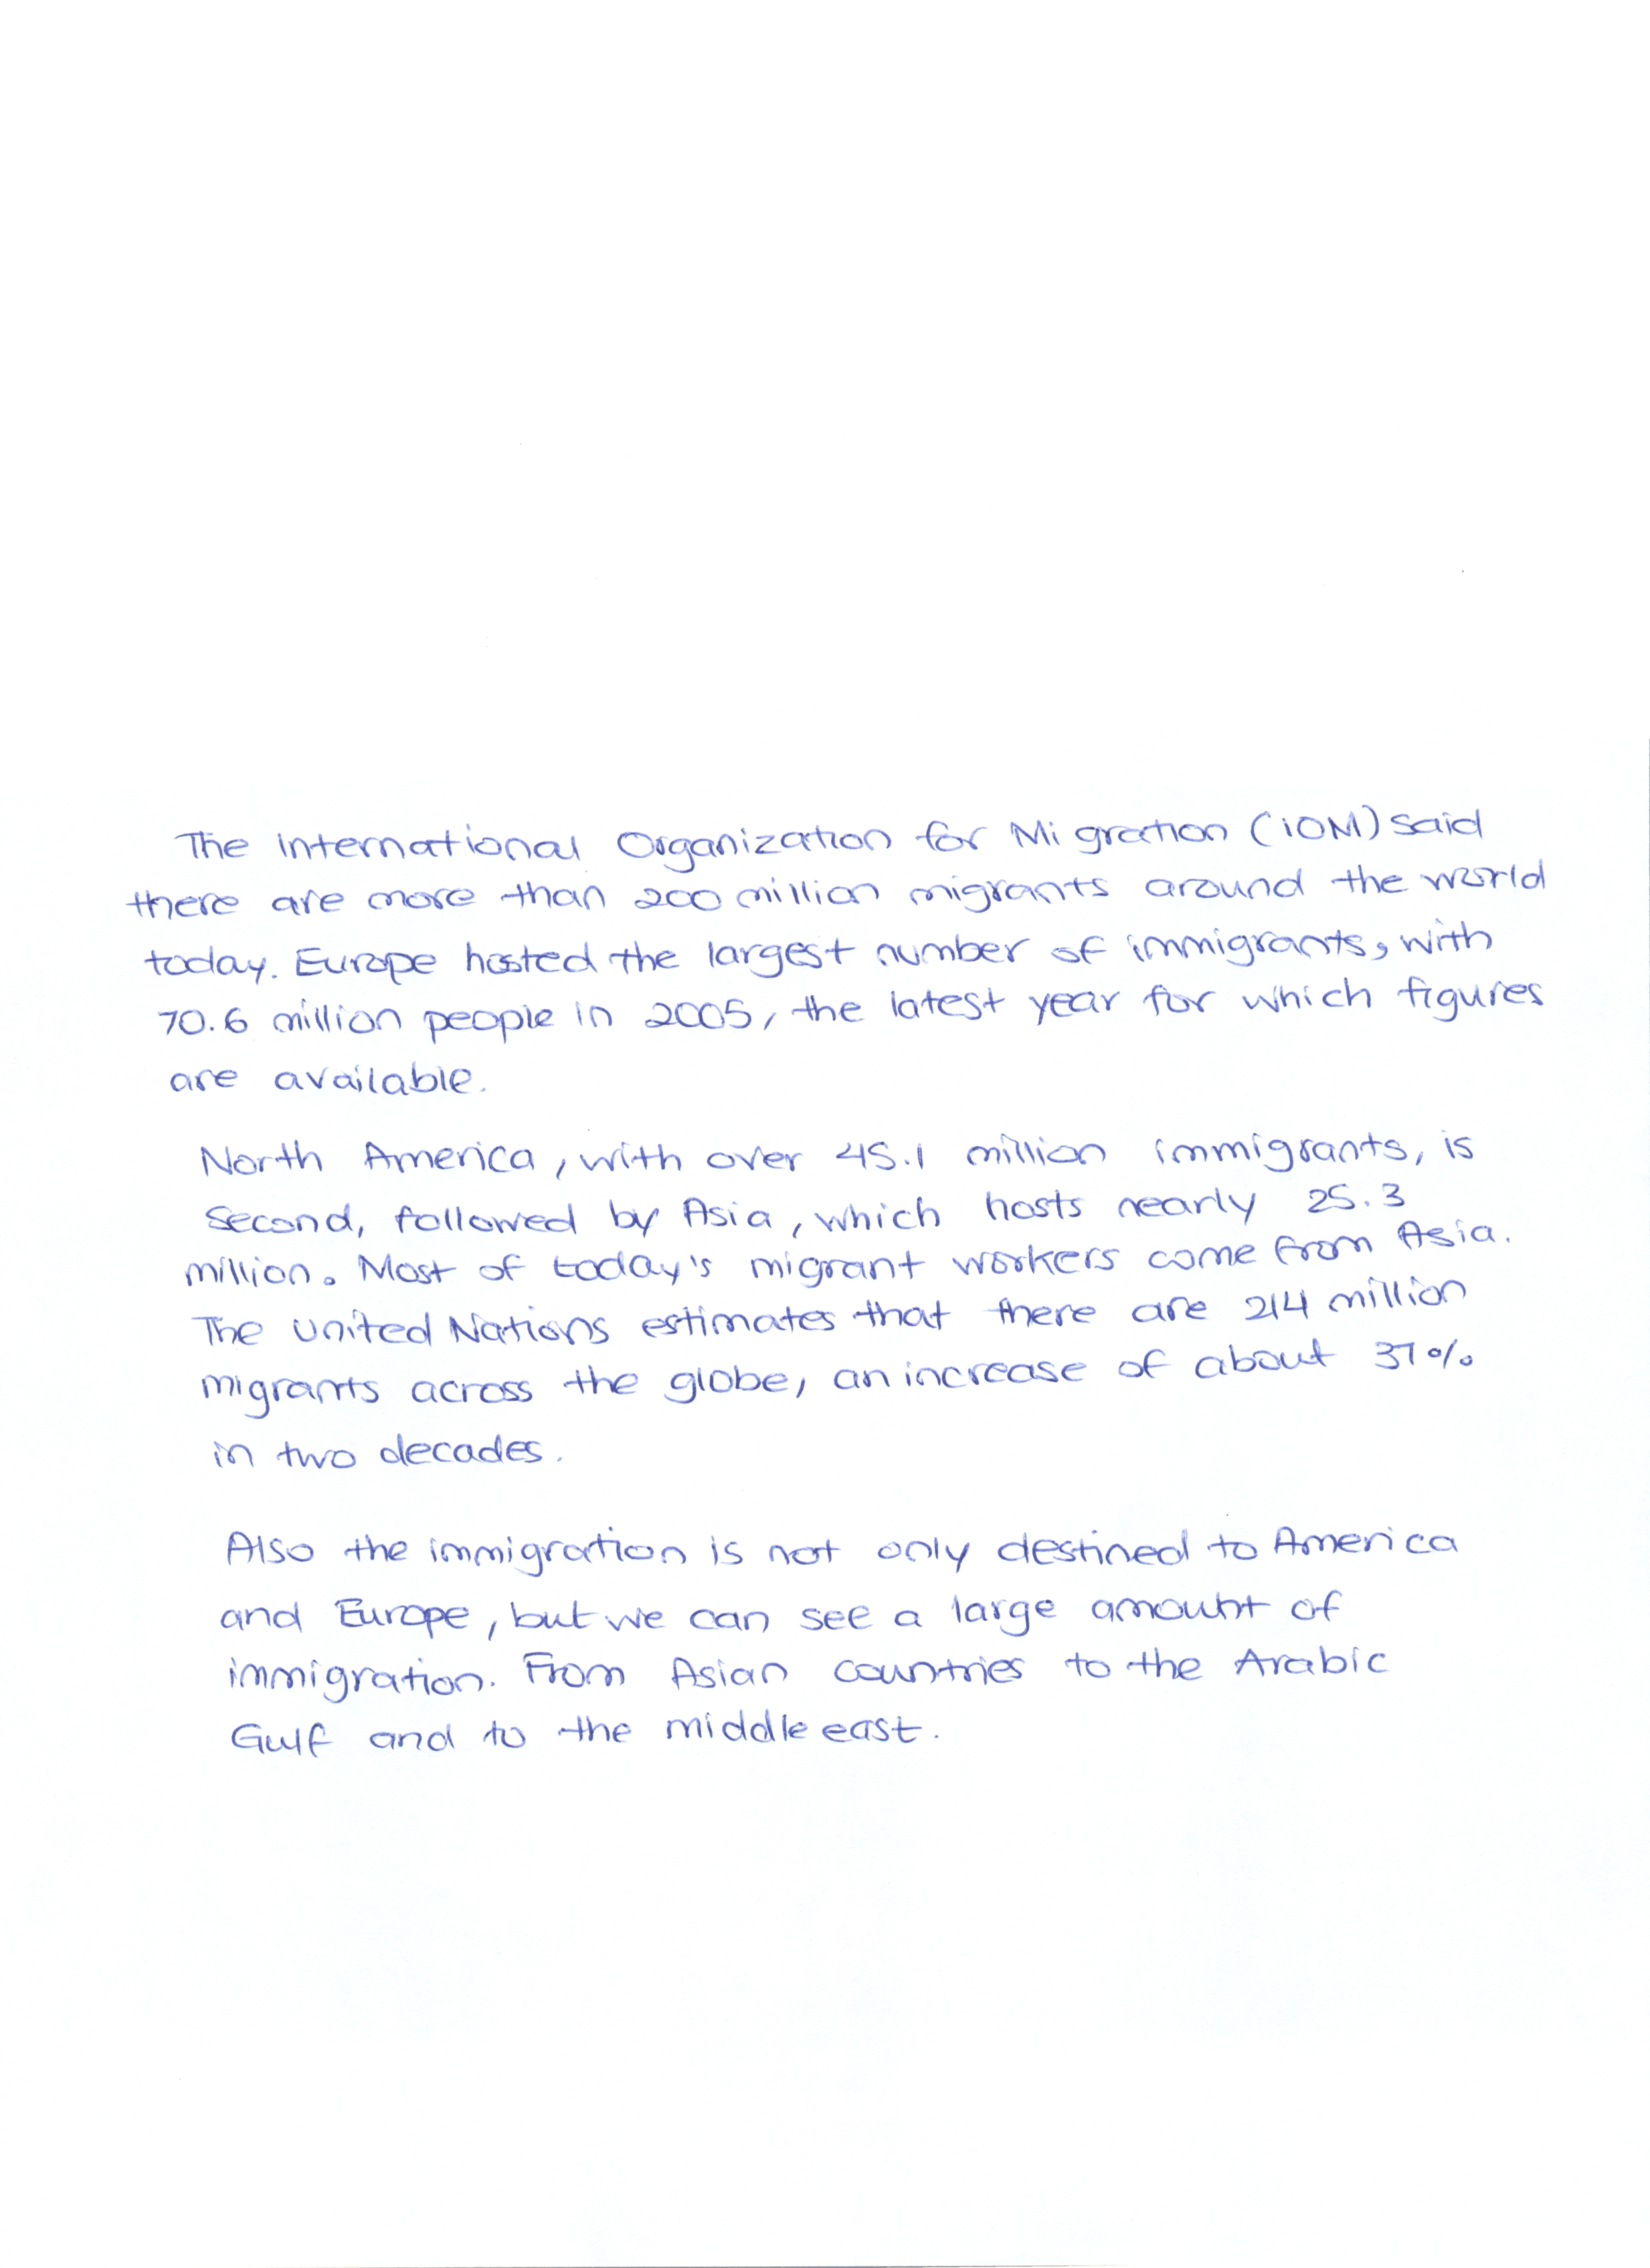 The International Organization for Migration (iOM) said
there are more than 200 million migrants around the world
today. Europe hosted the largest number of immigrants, with
70.6 million people in 2005, the latest year for which figures
are available.
North America, with over 45.1 million immigrants, is
Second, followed by Asia, which hosts nearly 25.3
million. Most of today's migrant workers come from Asia.
The United Nations estimates that there are 214 million
migrants across the globe, an increase of about 37%
in two decades.
Also the immigration is not only destined to America
and Europe, but we can see a large amount of
immigration. From Asian countries to the Arabic
Gulf and to the middle east.